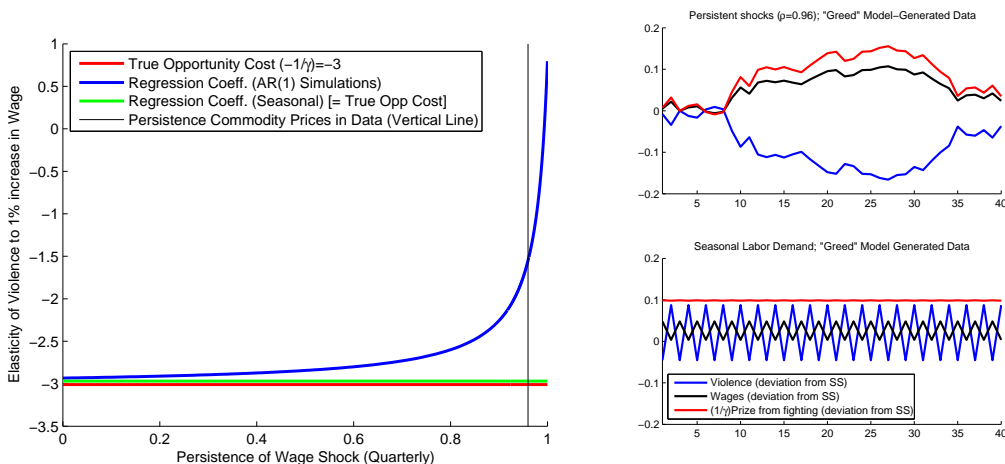 Elasticity of Violence to 1% increase in Wage
1
0.5
0
−0.5
−1
−1.5
−2
−2.5
−3
−3.5
True Opportunity Cost (−1/γ)=−3
Regression Coeff. (AR(1) Simulations)
Regression Coeff. (Seasonal) [= True Opp Cost]
Persistence Commodity Prices in Data (Vertical Line)
0 0.2 0.4 0.6 0.8 1
Persistence of Wage Shock (Quarterly)
Persistent shocks (ρ=0.96); "Greed" Model−Generated Data
0.2
0.1
0
−0.1
−0.2
5 10 15 20 25 30 35 40
Seasonal Labor Demand; "Greed" Model Generated Data
0.2
0.1
0
−0.1
−0.2
Violence (deviation from SS)
Wages (deviation from SS)
(1/γ)Prize from fighting (deviation from SS)
5 10 15 20 25 30 35 40